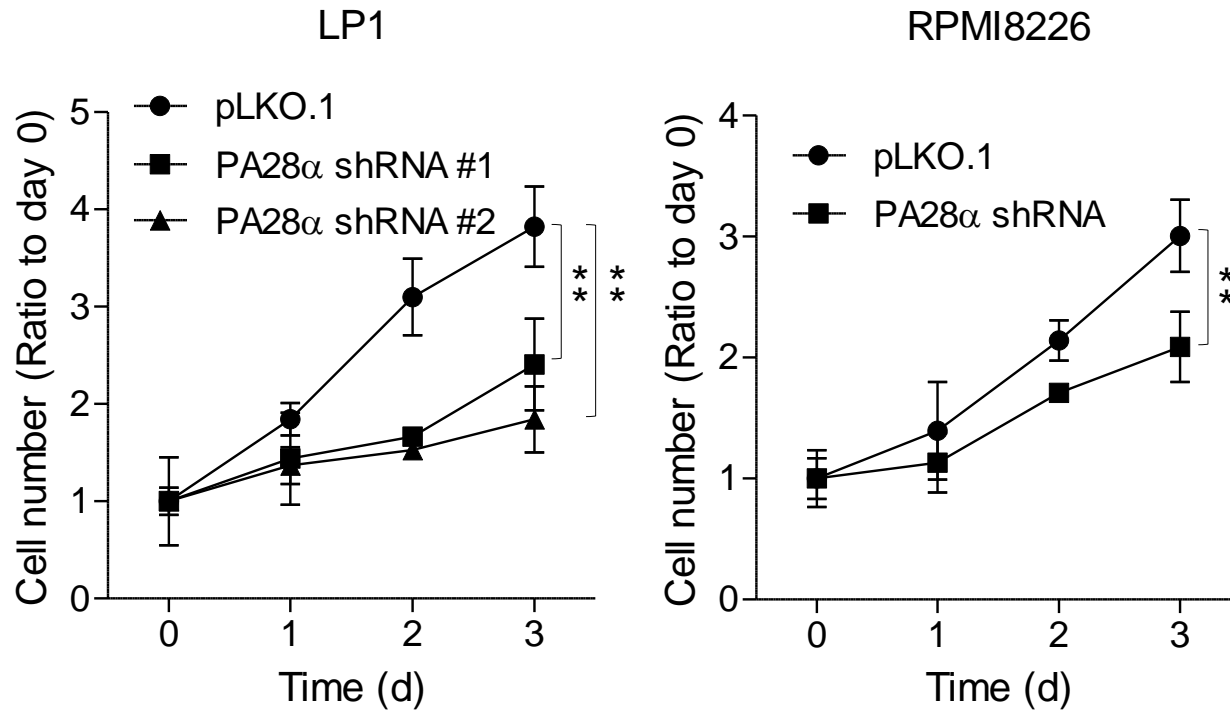 LP1
Cell number (Ratio to day 0)
5
4
3
2
1
0
pLKO.1
PA28α shRNA #1
PA28α shRNA #2
**
**
0 1 2 3
Time (d)
RPMI8226
Cell number (Ratio to day 0)
4
3
2
1
0
pLKO.1
PA28α shRNA
**
0 1 2 3
Time (d)